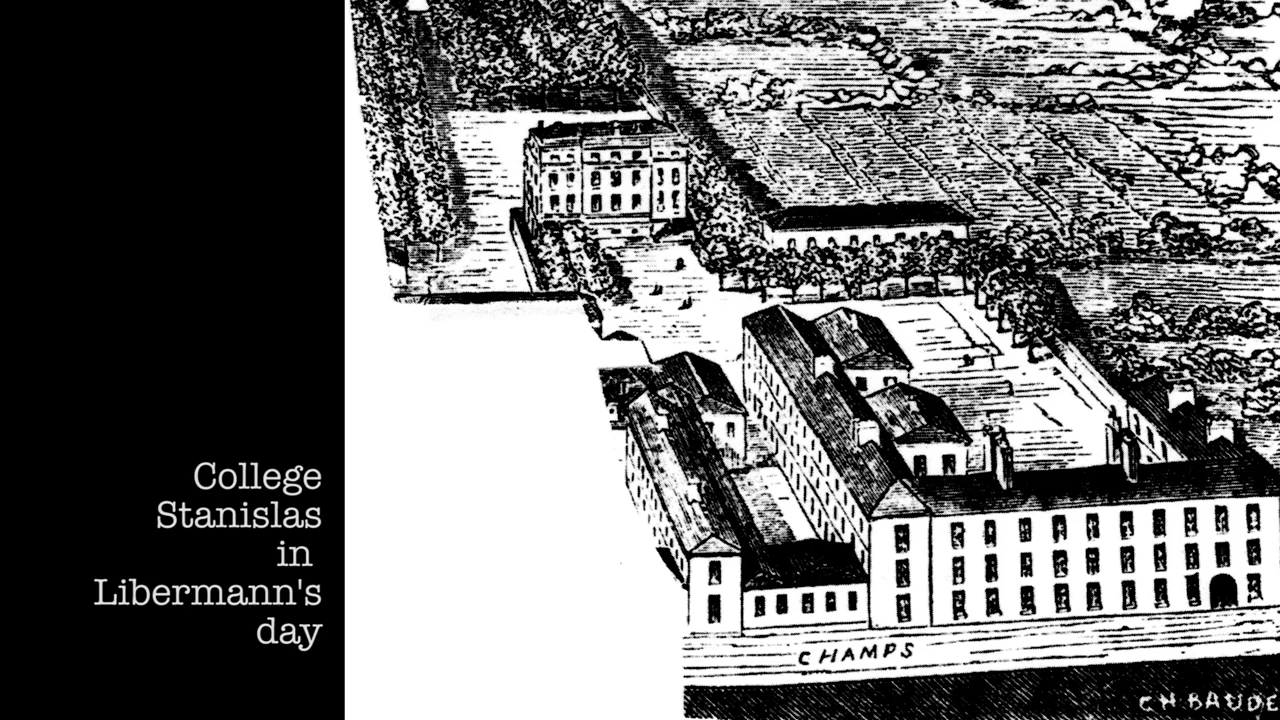 College
Stanislas
in
Libermann's
day
CHAMPS
CH BAUDE